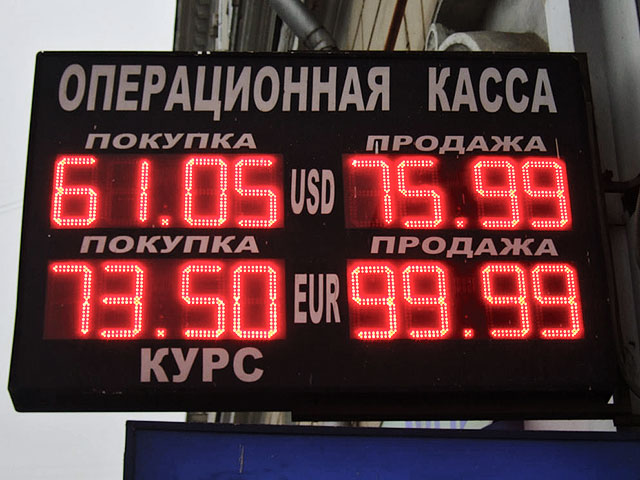 ОПЕРАЦИОННАЯ КАССА
ПОКУПКА ПРОДАЖА
61.05 USD 75.99
ПОКУПКА ПРОДАЖА
73.50 EUR 99.99
КУРС